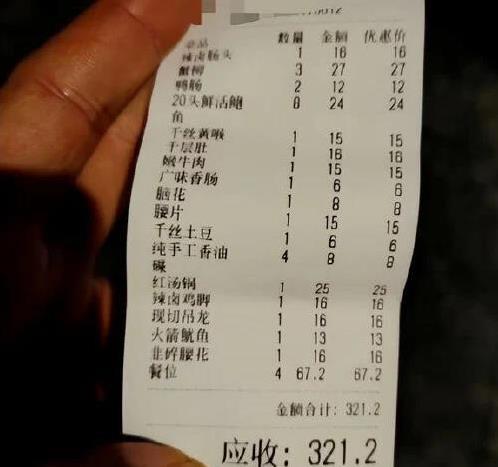 菜品 数量 金额 优惠价
辣卤肠头 1 16 16
蟹柳 3 27 27
鸭肠 2 12 12
20头鲜活鲍 8 24 24
鱼
千丝黄喉 1 15 15
千层肚 1 16 16
嫩牛肉 1 15 15
广味香肠 1 6 6
脑花 1 8 8
腰片 1 15 15
千丝土豆 1 6 6
纯手工香油 4 8 8
碟
红汤锅 1 25 25
辣卤鸡脚 1 16 16
现切吊龙 1 16 16
火箭鱿鱼 1 13 13
韭碎腰花 1 16 16
餐位 4 67.2 67.2
金额合计: 321.2
应收: 321.2